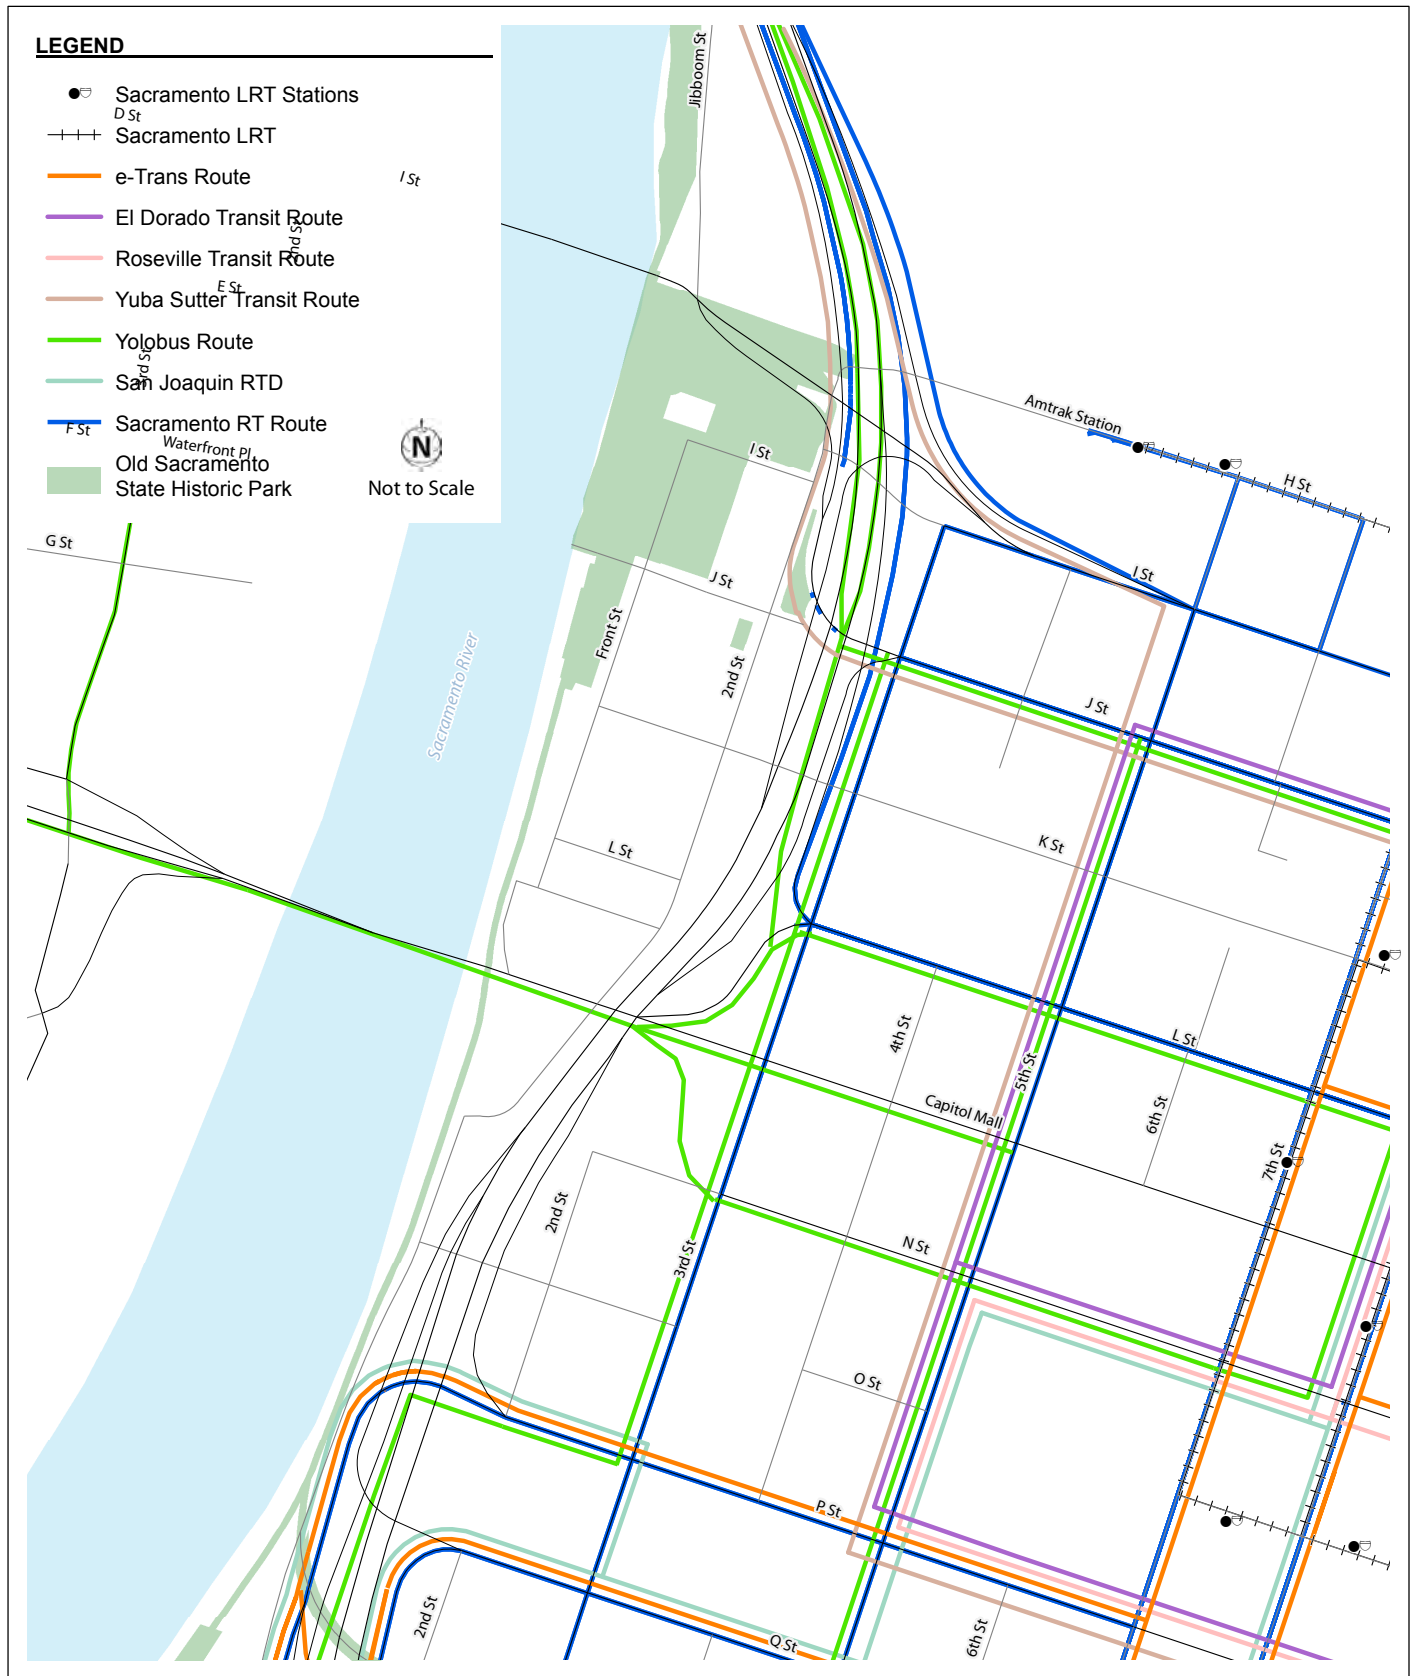 LEGEND
Sacramento LRT Stations
D St
Sacramento LRT
e-Trans Route
I St
El Dorado Transit Route
2nd St
Roseville Transit Route
E St
Yuba Sutter Transit Route
Yolobus Route
3rd St
San Joaquin RTD
Sacramento RT Route
F St
Waterfront Pl
Old Sacramento
State Historic Park
N
Not to Scale
Jibboom St
Amtrak Station
H St
I St
G St
J St
I St
Front St
2nd St
Sacramento River
J St
L St
K St
4th St
5th St
L St
Capitol Mall
6th St
7th St
2nd St
3rd St
N St
O St
P St
2nd St
Q St
6th St